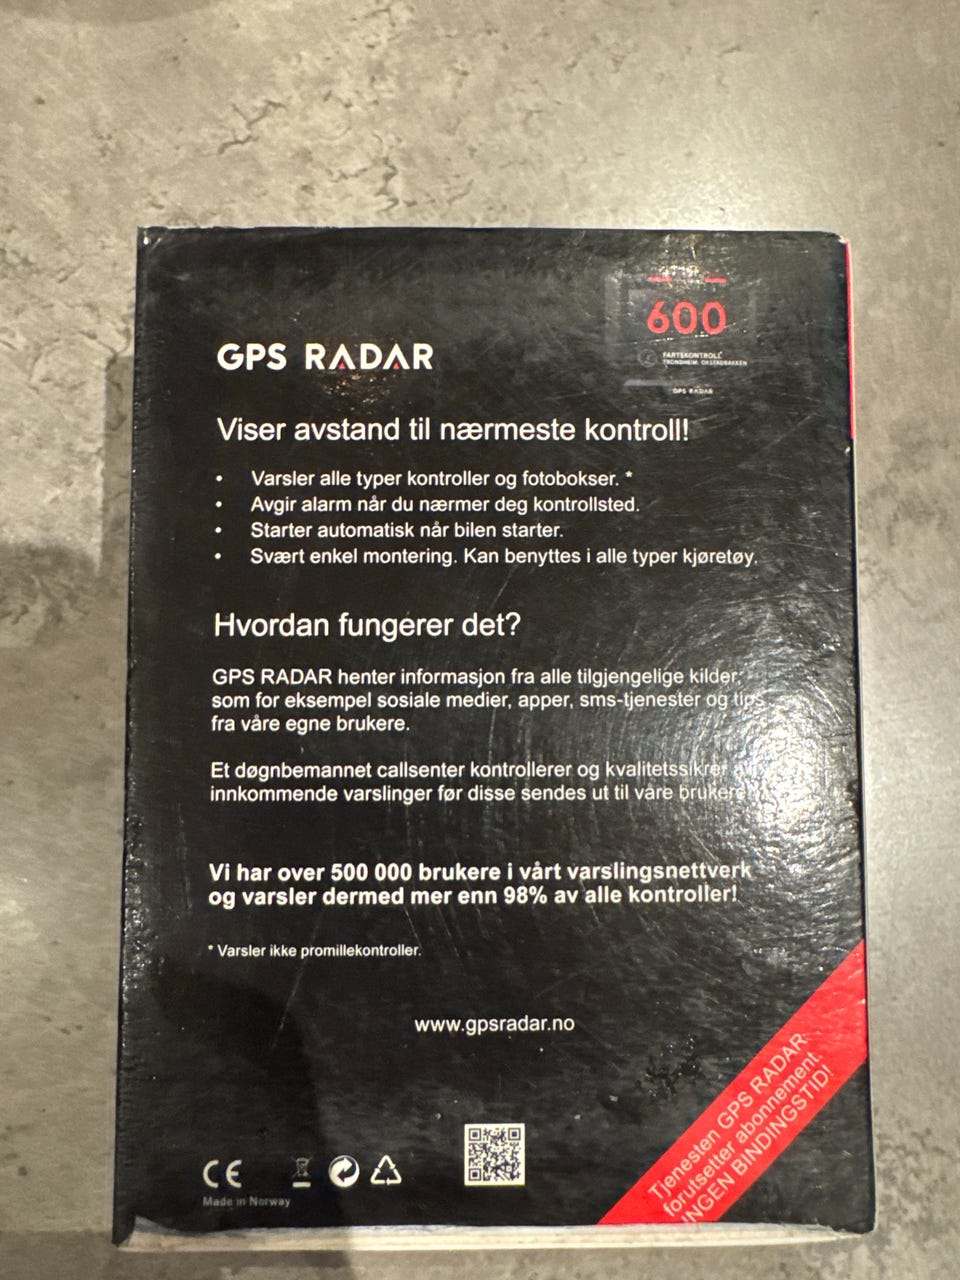 600
FARTSKONTROLL
TRONDHEIM, OKSTADBAKKEN
GPS RADAR
GPS RADAR
Viser avstand til nærmeste kontroll!
• Varsler alle typer kontroller og fotobokser. *
• Avgir alarm når du nærmer deg kontrollsted.
• Starter automatisk når bilen starter.
• Svært enkel montering. Kan benyttes i alle typer kjøretøy.
Hvordan fungerer det?
GPS RADAR henter informasjon fra alle tilgjengelige kilder,
som for eksempel sosiale medier, apper, sms-tjenester og tips
fra våre egne brukere.
Et døgnbemannet callsenter kontrollerer og kvalitetssikrer
innkommende varslinger før disse sendes ut til våre brukere
Vi har over 500 000 brukere i vårt varslingsnettverk
og varsler dermed mer enn 98% av alle kontroller!
* Varsler ikke promillekontroller.
www.gpsradar.no
Tjenesten GPS RADAR
forutsetter abonnement.
INGEN BINDINGSTID!
CE
Made in Norway